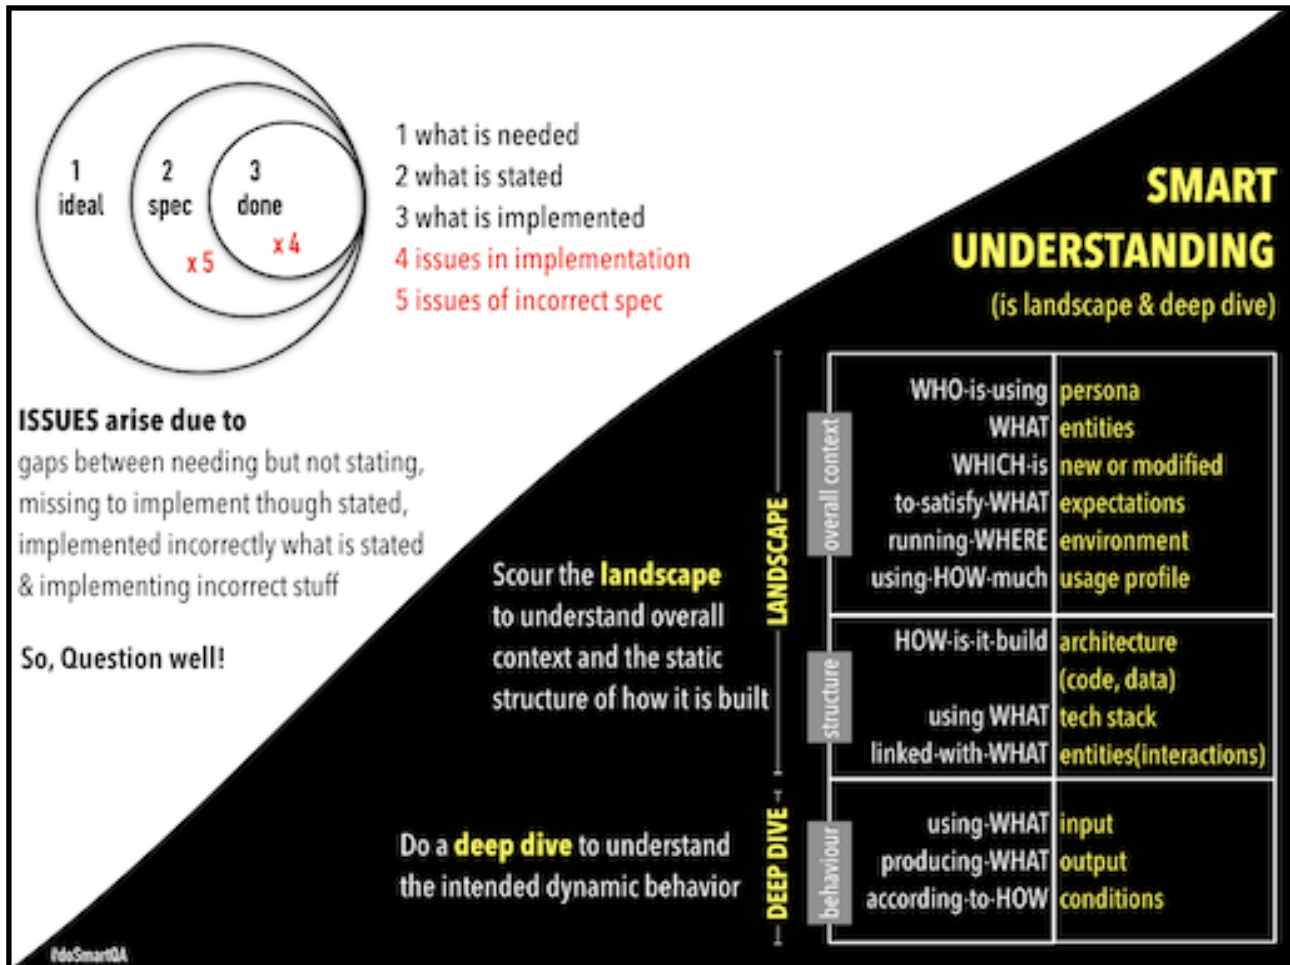 1
ideal
2
spec
3
done
x 4
x 5
1 what is needed
2 what is stated
3 what is implemented
4 issues in implementation
5 issues of incorrect spec
ISSUES arise due to
gaps between needing but not stating,
missing to implement though stated,
implemented incorrectly what is stated
& implementing incorrect stuff
So, Question well!
SMART
UNDERSTANDING
(is landscape & deep dive)
Scour the landscape
to understand overall
context and the static
structure of how it is built
LANDSCAPE
overall context
WHO-is-using persona
WHAT entities
WHICH-is new or modified
to-satisfy-WHAT expectations
running-WHERE environment
using-HOW-much usage profile
structure
HOW-is-it-build architecture
(code, data)
using WHAT tech stack
linked-with-WHAT entities(interactions)
Do a deep dive to understand
the intended dynamic behavior
DEEP DIVE
behaviour
using-WHAT input
producing-WHAT output
according-to-HOW conditions
#doSmartQA